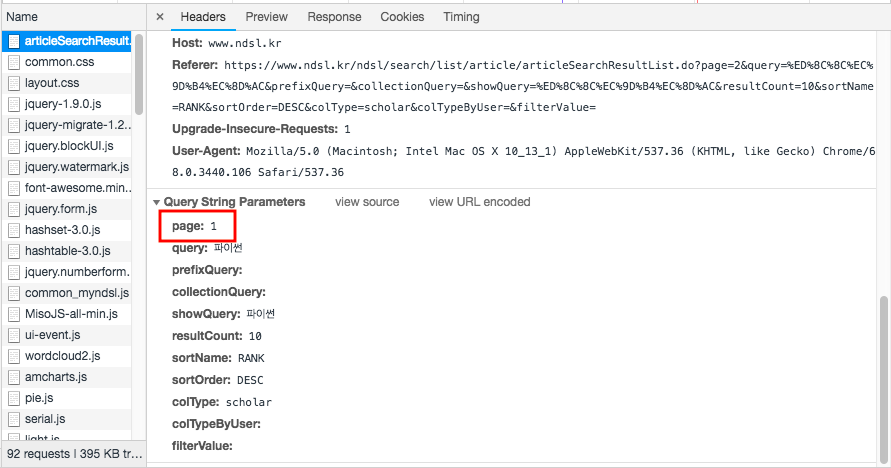 Name
articleSearchResult.
common.css
layout.css
jquery-1.9.0.js
jquery-migrate-1.2...
jquery.blockUI.js
jquery.watermark.js
font-awesome.min...
jquery.form.js
hashset-3.0.js
hashtable-3.0.js
jquery.numberform...
common_myndsl.js
MisoJS-all-min.js
ui-event.js
wordcloud2.js
amcharts.js
pie.js
serial.js
light.js
92 requests | 395 KB tr...
× Headers Preview Response Cookies Timing
Host: www.ndsl.kr
Referer: https://www.ndsl.kr/ndsl/search/list/article/articleSearchResultList.do?page=2&query=%ED%8C%8C%EC%
9D%B4%EC%8D%AC&prefixQuery=&collectionQuery=&showQuery=%ED%8C%8C%EC%9D%B4%EC%8D%AC&resultCount=10&sortName
=RANK&sortOrder=DESC&colType=scholar&colTypeByUser=&filterValue=
Upgrade-Insecure-Requests: 1
User-Agent: Mozilla/5.0 (Macintosh; Intel Mac OS X 10_13_1) AppleWebKit/537.36 (KHTML, like Gecko) Chrome/6
8.0.3440.106 Safari/537.36
▼ Query String Parameters view source view URL encoded
page: 1
query: 파이썬
prefixQuery:
collectionQuery:
showQuery: 파이썬
resultCount: 10
sortName: RANK
sortOrder: DESC
colType: scholar
colTypeByUser:
filterValue: